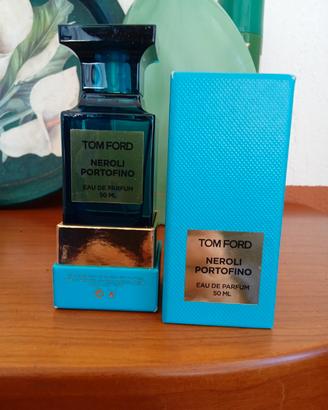 TOM FORD
NEROLI
PORTOFINO
EAU DE PARFUM
50 ML
TOM FORD
NEROLI
PORTOFINO
EAU DE PARFUM
50 ML